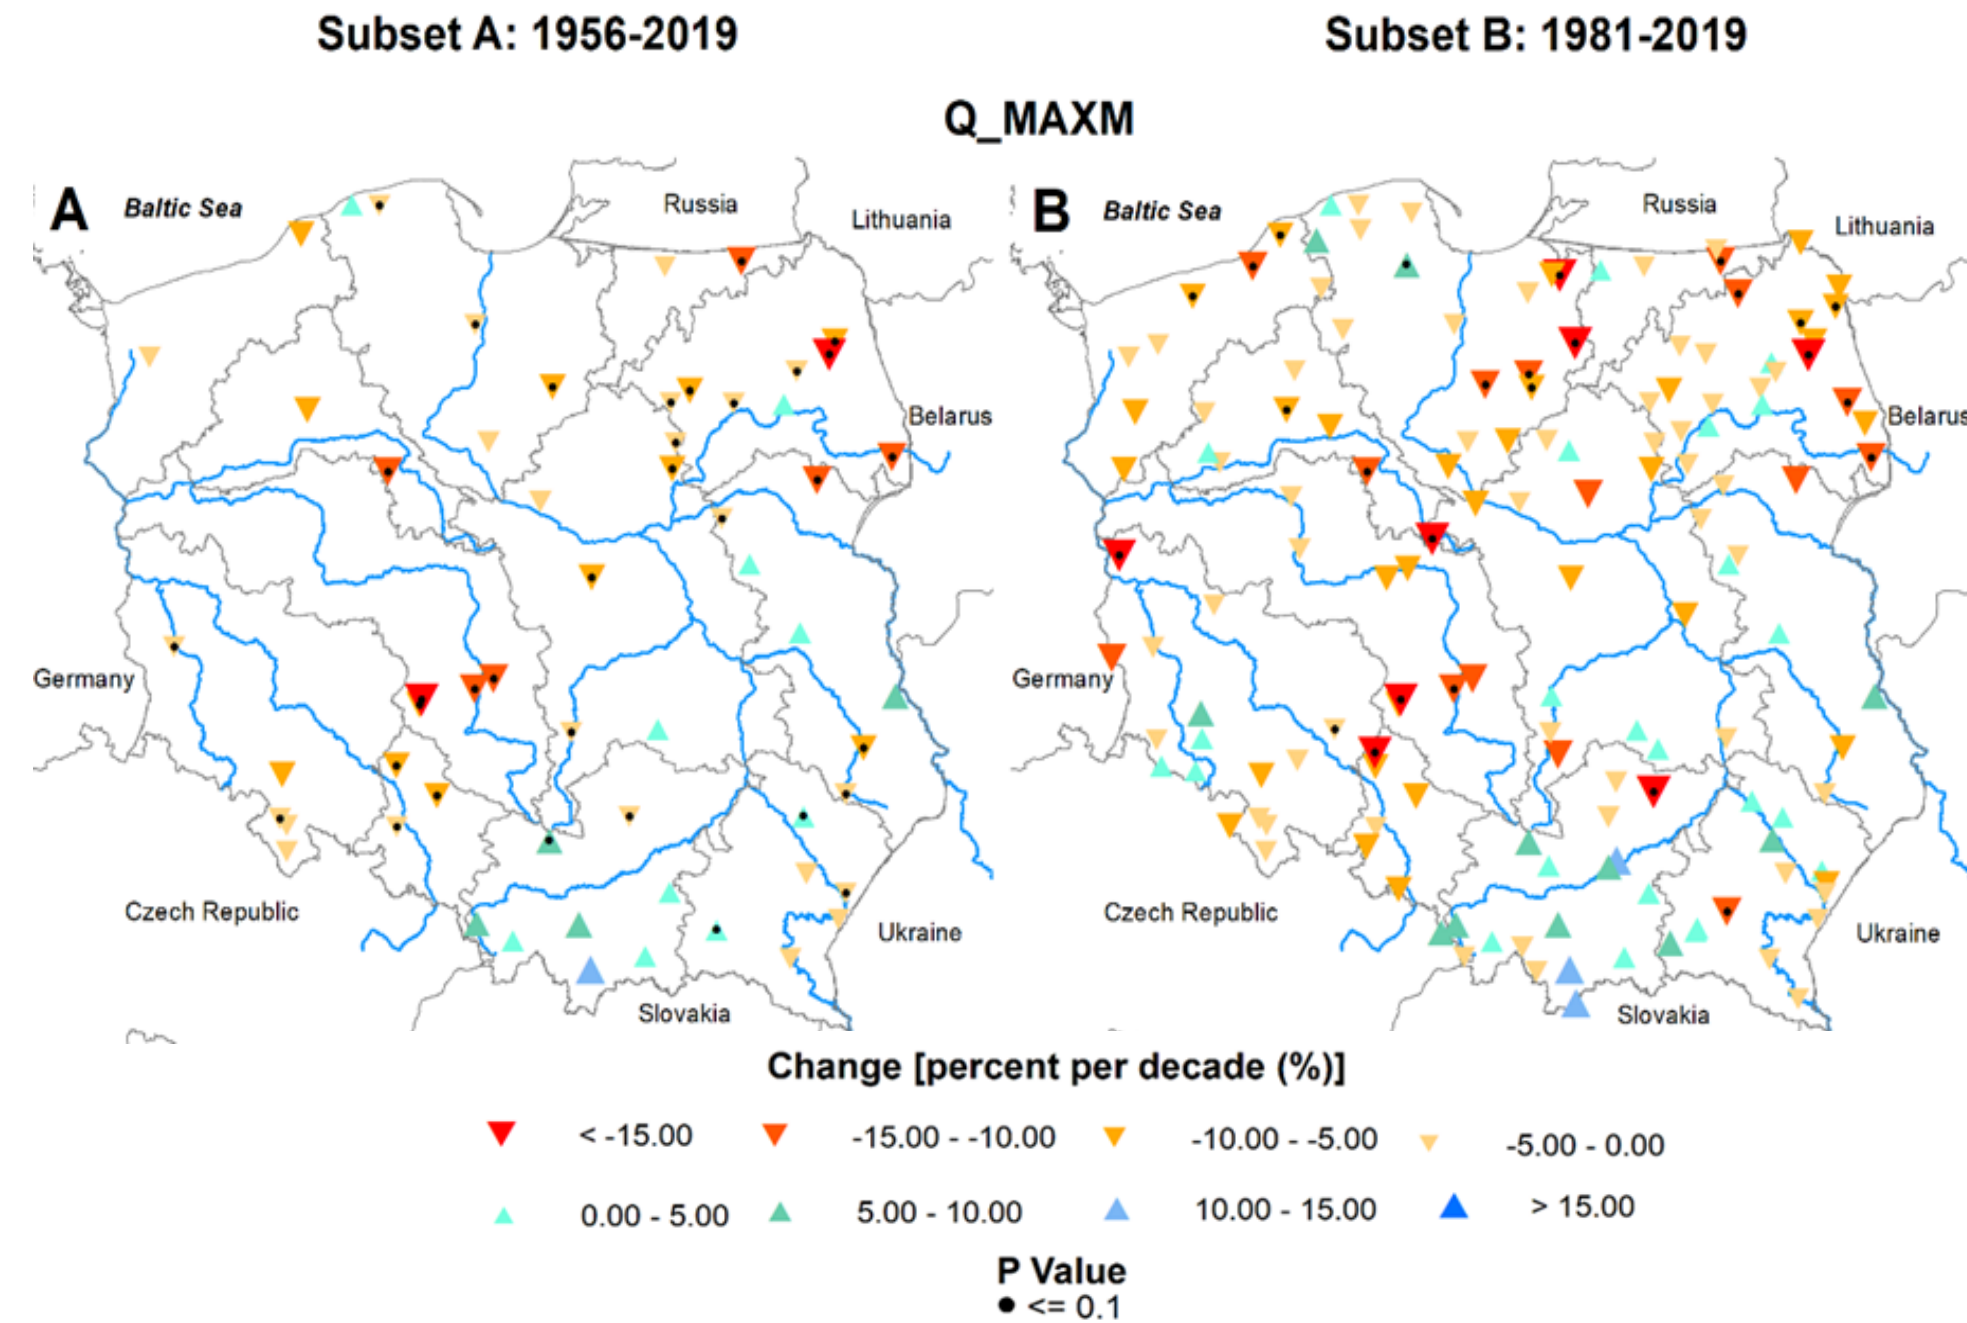 Subset A: 1956-2019
Subset B: 1981-2019
Q_MAXM
A
Baltic Sea
Russia
Lithuania
Belarus
Germany
Czech Republic
Ukraine
Slovakia
B
Baltic Sea
Russia
Lithuania
Belarus
Germany
Czech Republic
Ukraine
Slovakia
Change [percent per decade (%)]
< -15.00
-15.00 - -10.00
-10.00 - -5.00
-5.00 - 0.00
0.00 - 5.00
5.00 - 10.00
10.00 - 15.00
> 15.00
P Value
<= 0.1